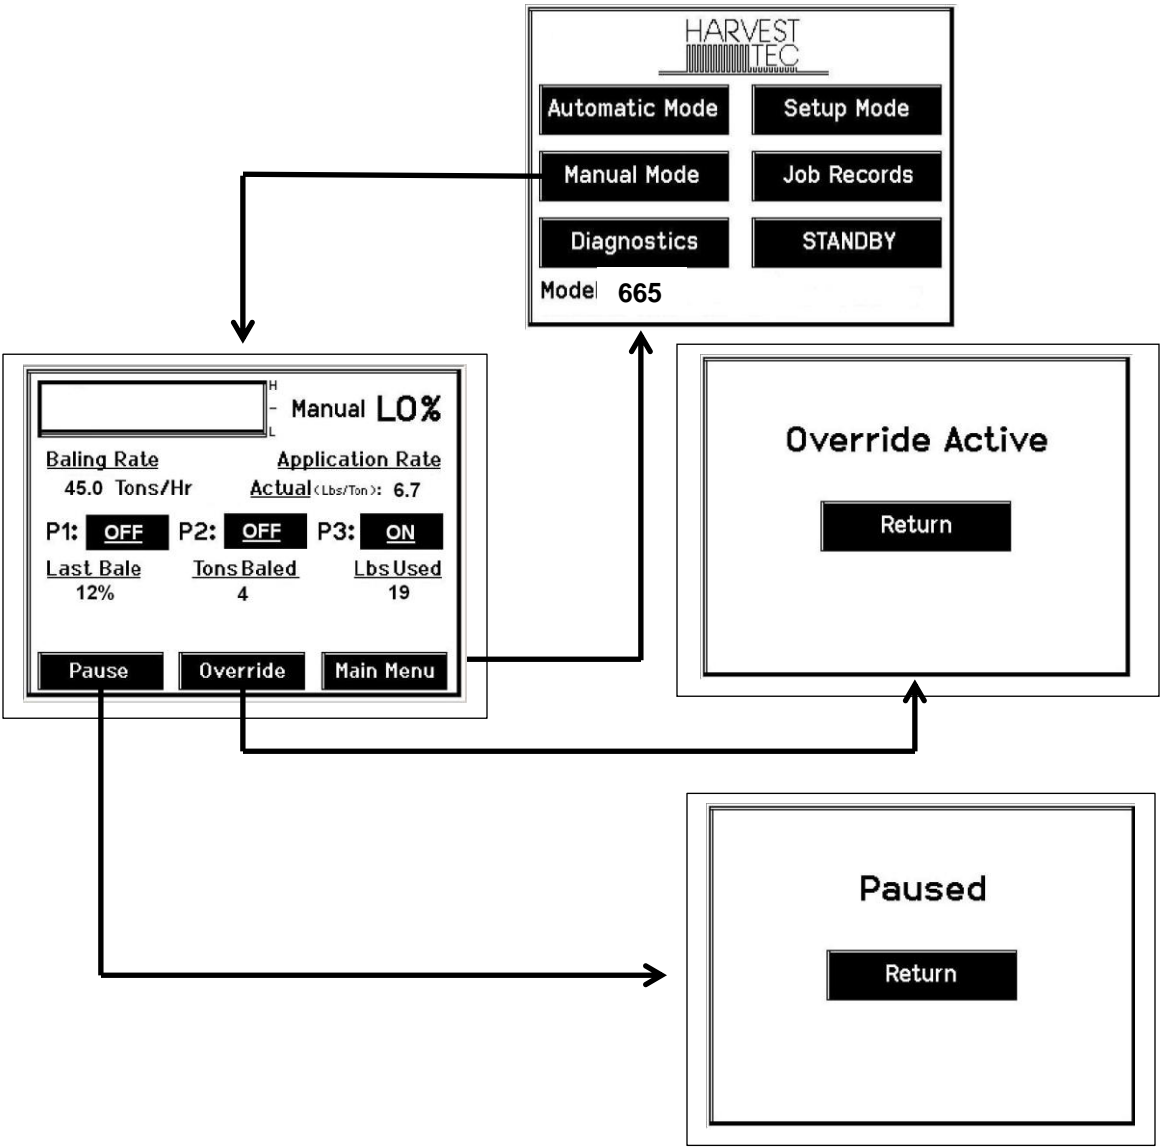 HARVEST
TEC
Automatic Mode Setup Mode
Manual Mode Job Records
Diagnostics STANDBY
Model 665
H
-
L
Manual LO%
Baling Rate Application Rate
45.0 Tons/Hr Actual (Lbs/Ton): 6.7
P1: OFF P2: OFF P3: ON
Last Bale Tons Baled Lbs Used
12% 4 19
Pause Override Main Menu
Override Active
Return
Paused
Return